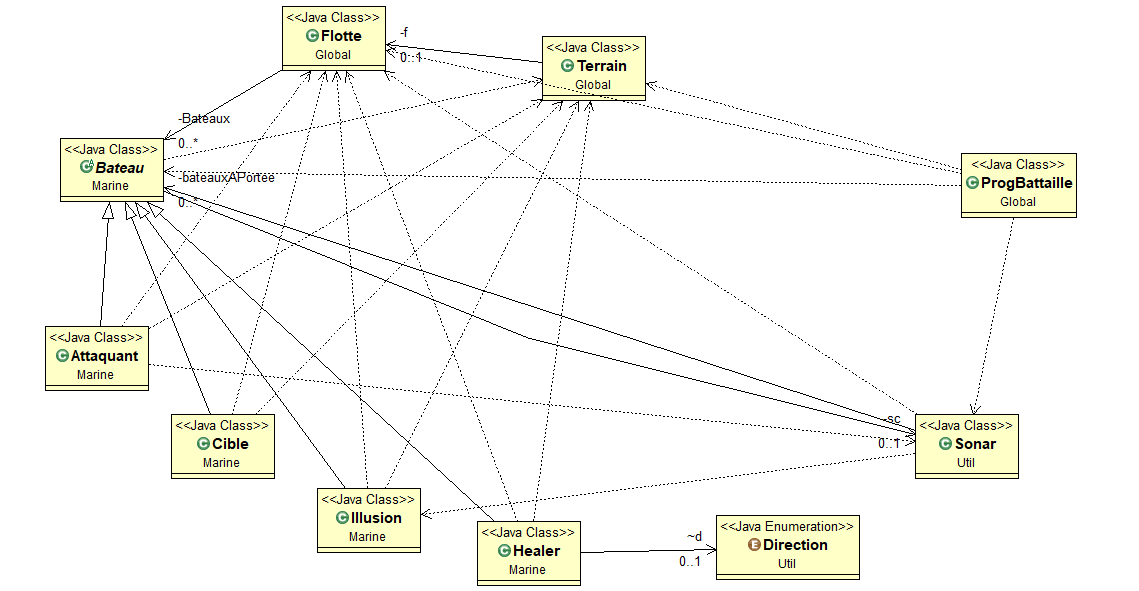 <<Java Class>>
Flotte
Global
-f
0..1
<<Java Class>>
Terrain
Global
-Bateaux
0..*
<<Java Class>>
Bateau
Marine
-bateauxAPortee
0..*
<<Java Class>>
ProgBattaille
Global
<<Java Class>>
Attaquant
Marine
<<Java Class>>
Cible
Marine
-sc
0..1
<<Java Class>>
Sonar
Util
<<Java Class>>
Illusion
Marine
<<Java Class>>
Healer
Marine
~d
0..1
<<Java Enumeration>>
Direction
Util